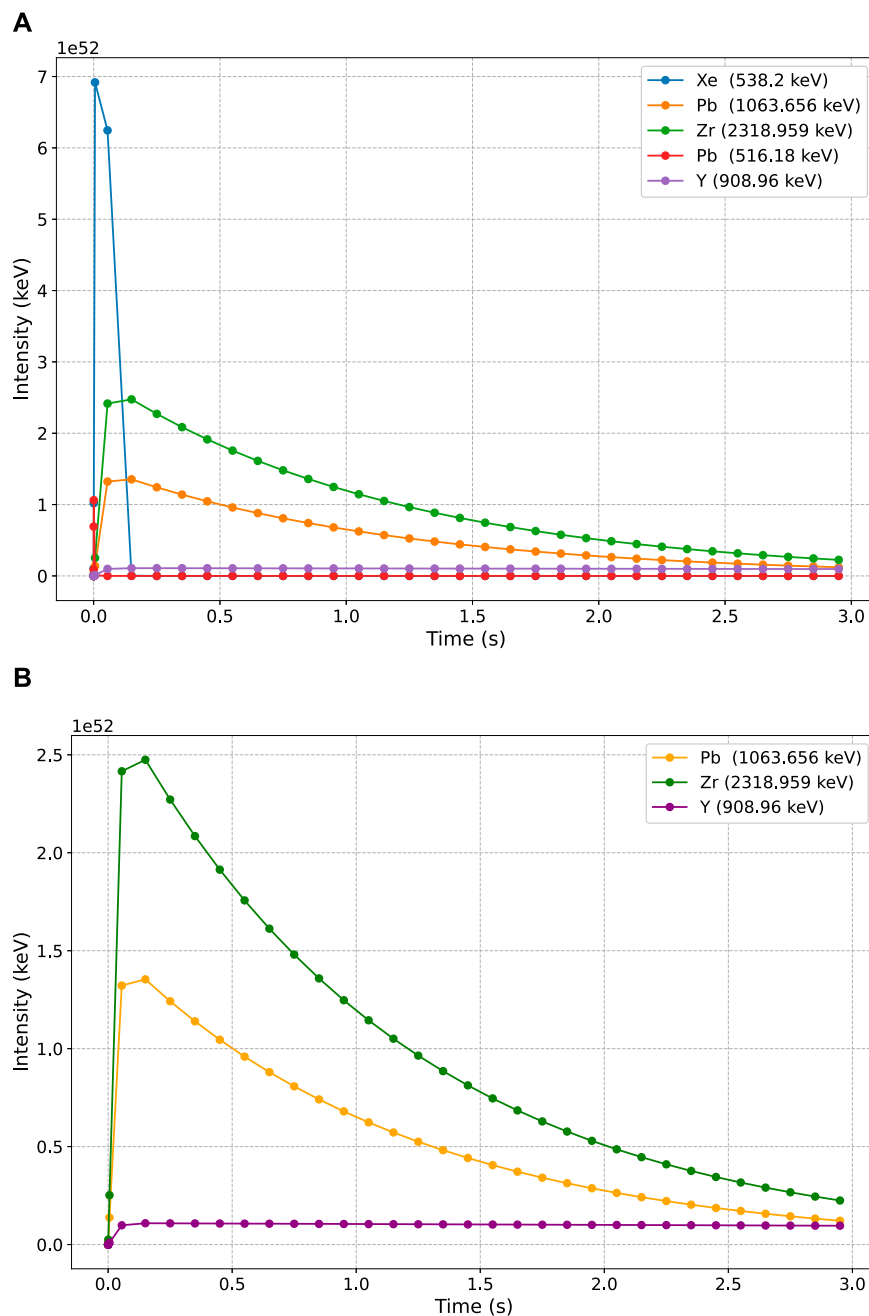 A
1e52
7
6
5
4
3
2
1
0
Intensity (keV)
Xe  (538.2 keV)
Pb  (1063.656 keV)
Zr (2318.959 keV)
Pb  (516.18 keV)
Y (908.96 keV)
0.0 0.5 1.0 1.5 2.0 2.5 3.0
Time (s)
B
1e52
2.5
2.0
1.5
1.0
0.5
0.0
Intensity (keV)
Pb  (1063.656 keV)
Zr (2318.959 keV)
Y (908.96 keV)
0.0 0.5 1.0 1.5 2.0 2.5 3.0
Time (s)